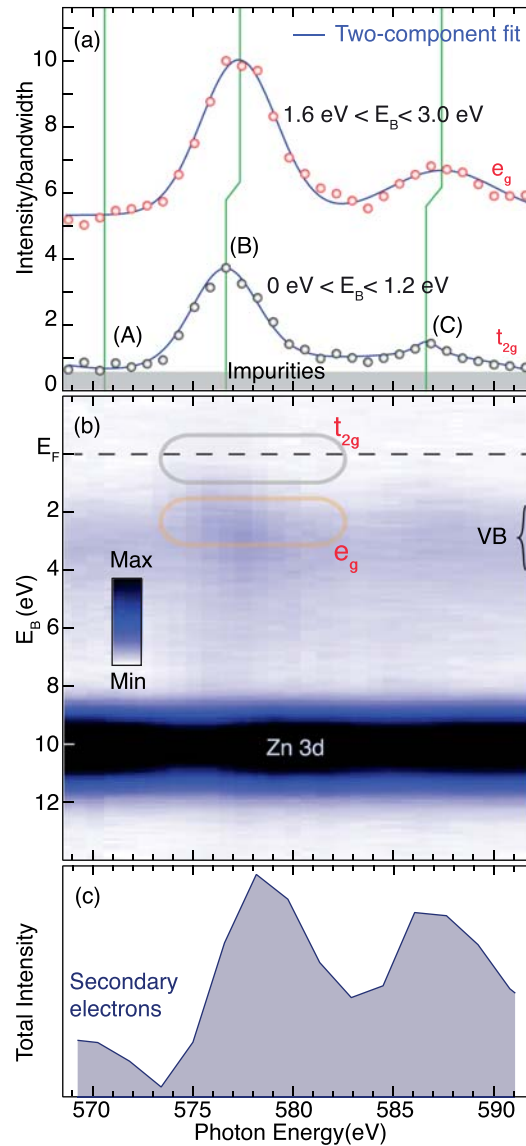 (a)
Two-component fit
10
8
6
4
2
0
Intensity/bandwidth
1.6 eV < E_B < 3.0 eV
e_g
(B)
0 eV < E_B < 1.2 eV
(A)
(C)
t_2g
Impurities
(b)
t_2g
E_F
2
4
6
8
10
12
E_B (eV)
VB
e_g
Max
Min
Zn 3d
(c)
Total Intensity
Secondary
electrons
570 575 580 585 590
Photon Energy(eV)